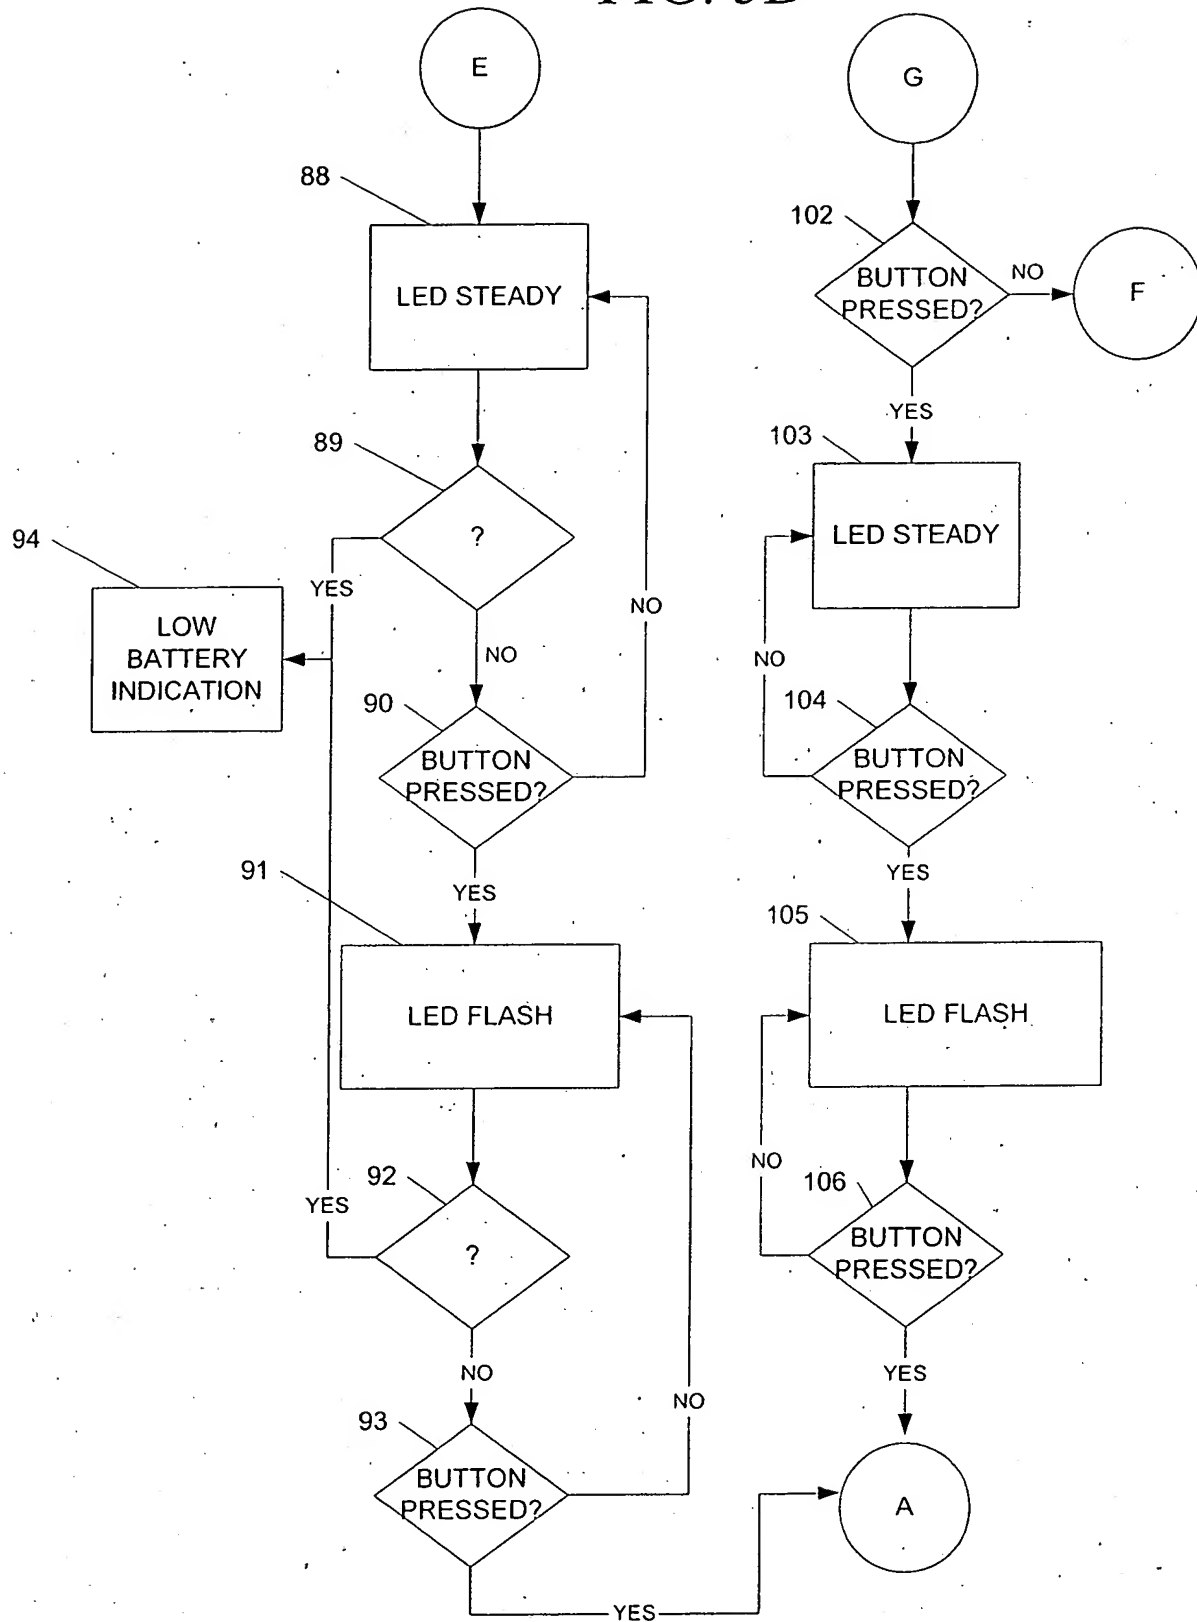 E
G
88
102
LED STEADY
BUTTON
PRESSED?
NO
F
YES
89
103
?
LED STEADY
94
YES
LOW
BATTERY
INDICATION
NO
NO
NO
90
104
BUTTON
PRESSED?
BUTTON
PRESSED?
91
YES
YES
105
LED FLASH
LED FLASH
92
NO
106
YES
?
BUTTON
PRESSED?
NO
YES
NO
93
BUTTON
PRESSED?
A
YES